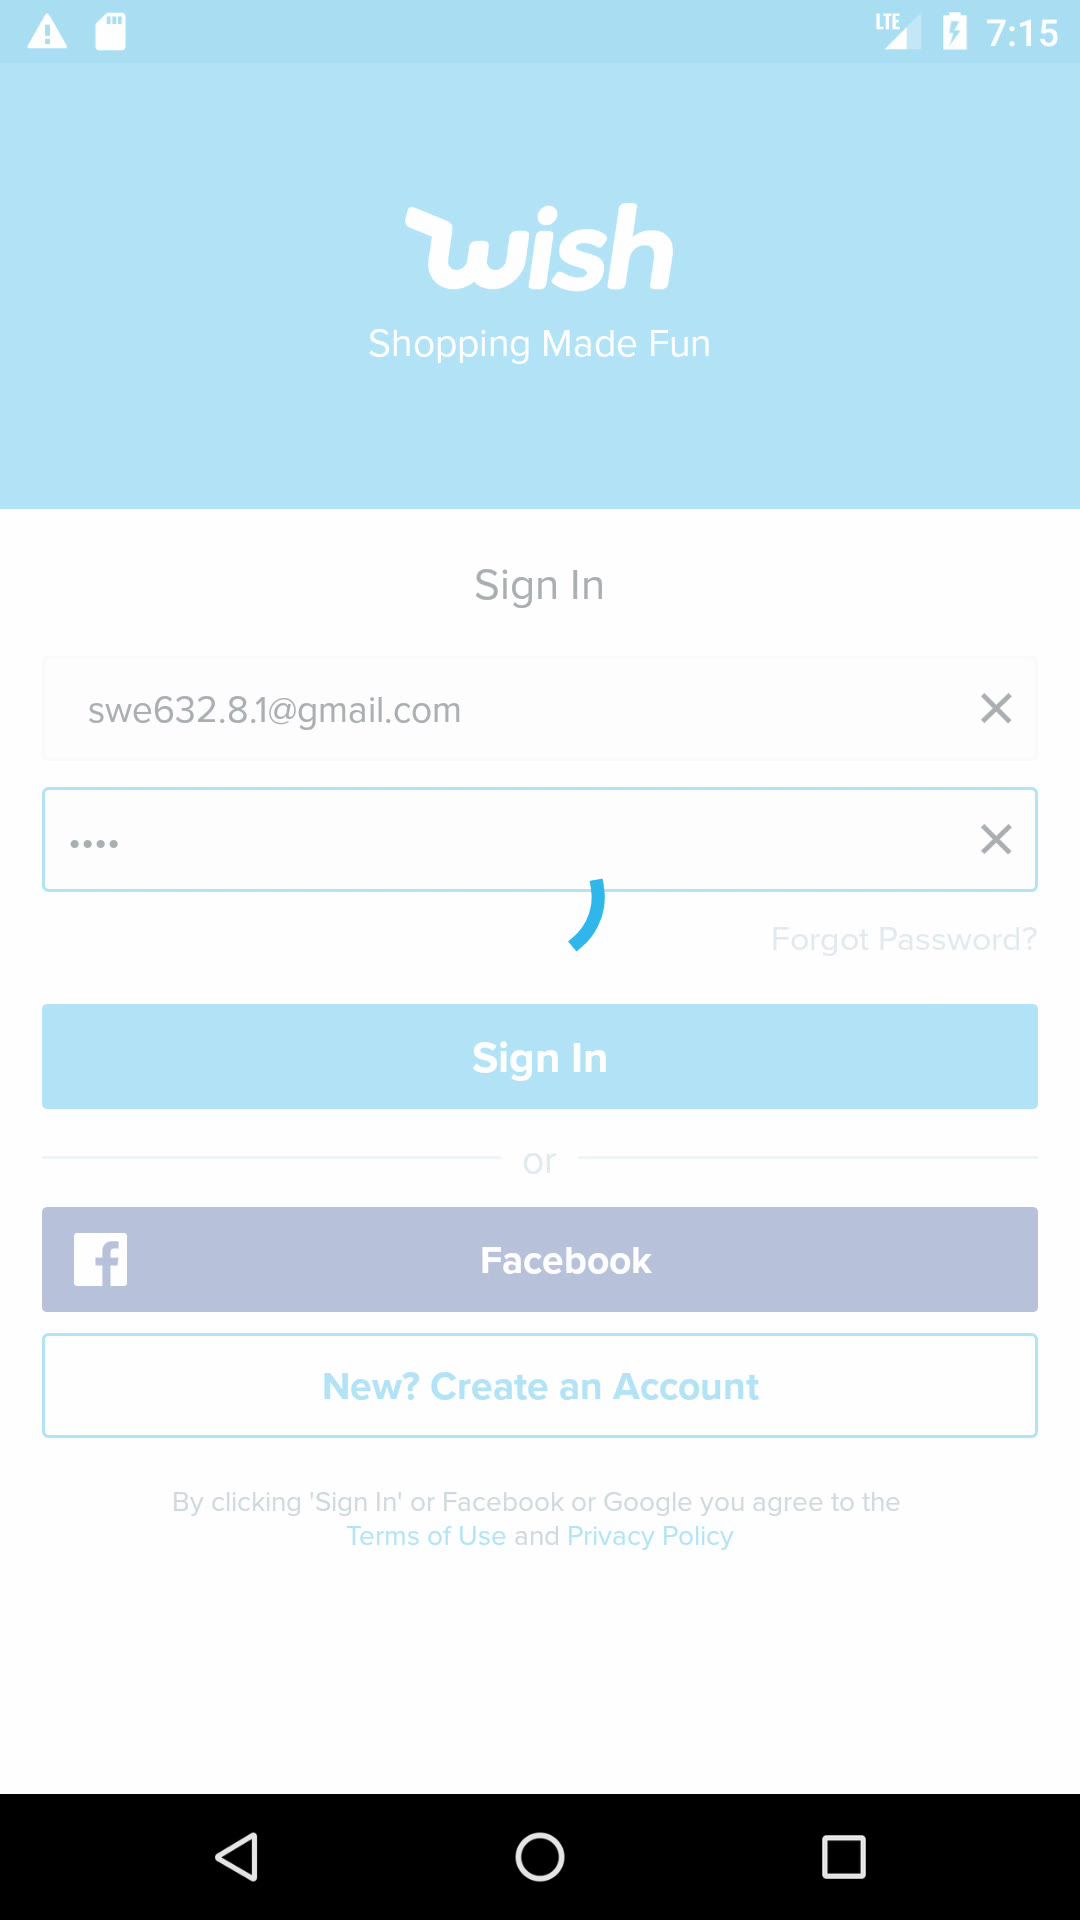 LTE 7:15
wish
Shopping Made Fun
Sign In
swe632.8.1@gmail.com
••••
Forgot Password?
Sign In
or
Facebook
New? Create an Account
By clicking 'Sign In' or Facebook or Google you agree to the
Terms of Use and Privacy Policy